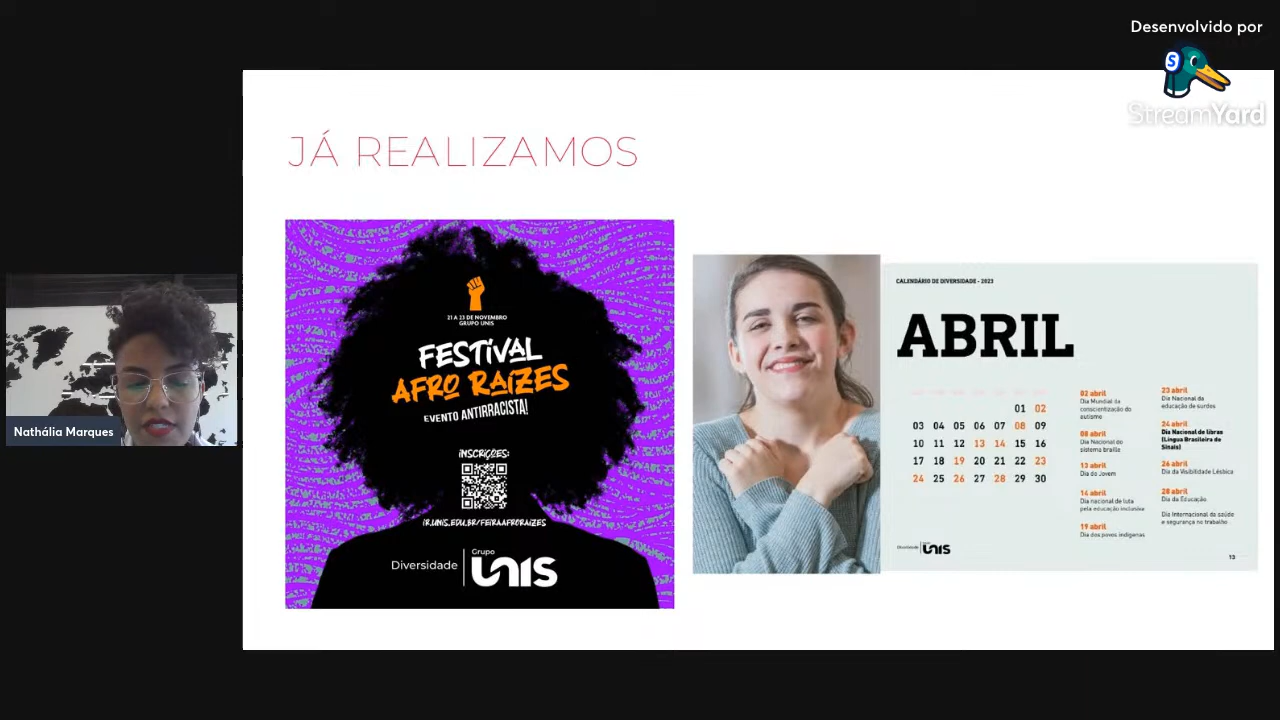 Desenvolvido por
StreamYard
JÁ REALIZAMOS
21 A 23 DE NOVEMBRO
GRUPO UNIS
FESTIVAL
AFRO RAÍZES
EVENTO ANTIRRACISTA!
INSCRIÇÕES:
IR.UNIS.EDU.BR/FEIRAAFRORAIZES
Diversidade
Grupo
UNIS
CALENDÁRIO DE DIVERSIDADE - 2023
ABRIL
01 02
03 04 05 06 07 08 09
10 11 12 13 14 15 16
17 18 19 20 21 22 23
24 25 26 27 28 29 30
02 abril
Dia Mundial da
conscientização do
autismo
08 abril
Dia Nacional do
sistema braille
13 abril
Dia do Jovem
14 abril
Dia nacional de luta
pela educação inclusiva
19 abril
Dia dos povos indígenas
23 abril
Dia Nacional da
educação de surdos
24 abril
Dia Nacional de libras
(Língua Brasileira de
Sinais)
26 abril
Dia da Visibilidade Lésbica
28 abril
Dia da Educação
Dia Internacional da saúde
e segurança no trabalho
Diversidade
UNIS
13
Nathália Marques